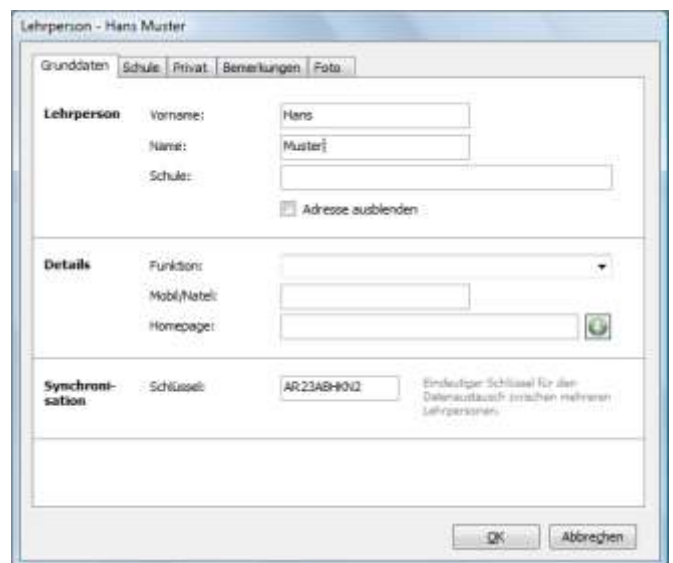 Lehrperson - Hans Muster
Grunddaten Schule Privat Bemerkungen Foto
Lehrperson Vorname: Hans
Name: Muster
Schule:
Adresse ausblenden
Details Funktion:
Mobil/Natel:
Homepage:
Synchroni-
sation
Schlüssel: AR23ABHKN2
Eindeutiger Schlüssel für den
Datenaustausch zwischen mehreren
Lehrpersonen.
OK Abbrechen